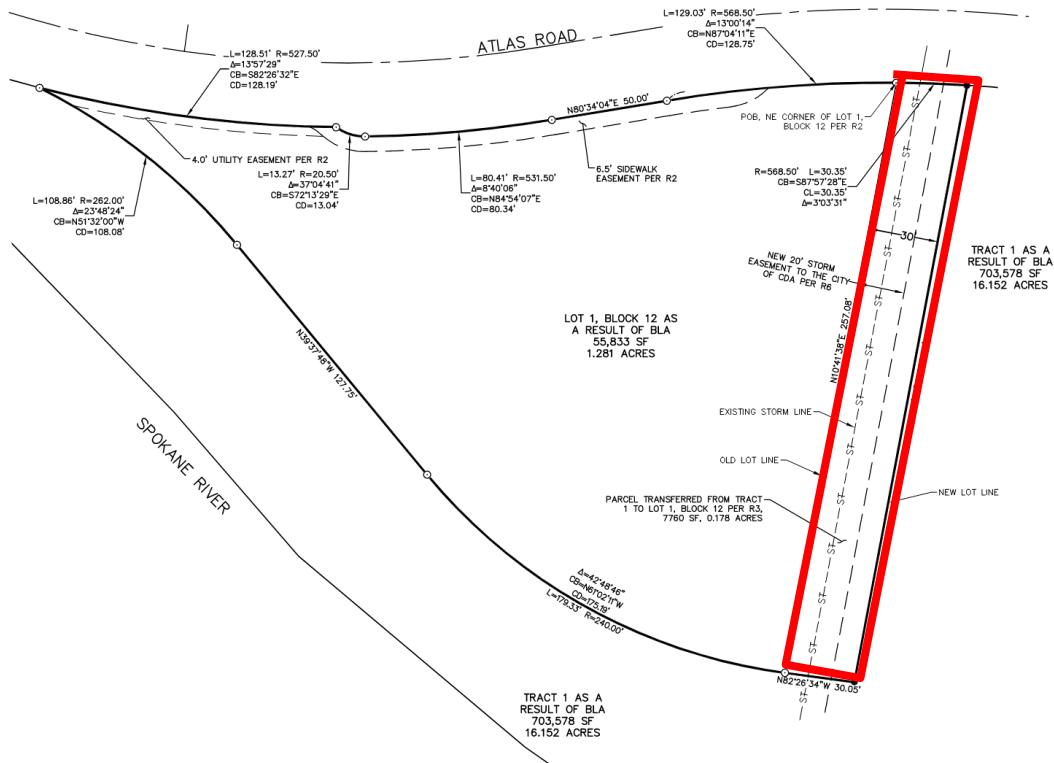 ATLAS ROAD
L=128.51' R=527.50'
Δ=13°57'29"
CB=S82°26'32"E
CD=128.19'
L=129.03' R=568.50'
Δ=13°00'14"
CB=N87°04'11"E
CD=128.75'
N80°34'04"E 50.00'
POB, NE CORNER OF LOT 1,
BLOCK 12 PER R2
4.0' UTILITY EASEMENT PER R2
L=13.27' R=20.50'
Δ=37°04'41"
CB=S72°13'29"E
CD=13.04'
L=80.41' R=531.50'
Δ=8°40'06"
CB=N84°54'07"E
CD=80.34'
6.5' SIDEWALK
EASEMENT PER R2
R=568.50' L=30.35'
CB=S87°57'28"E
CL=30.35'
Δ=3°03'31"
L=108.86' R=262.00'
Δ=23°48'24"
CB=N51°32'00"W
CD=108.08'
ST
ST
30
ST
NEW 20' STORM
EASEMENT TO THE CITY
OF CDA PER R6
TRACT 1 AS A
RESULT OF BLA
703,578 SF
16.152 ACRES
ST
LOT 1, BLOCK 12 AS
A RESULT OF BLA
55,833 SF
1.281 ACRES
N10°41'38"E 257.08'
ST
N39°37'48"W 127.75'
ST
EXISTING STORM LINE
SPOKANE RIVER
ST
OLD LOT LINE
NEW LOT LINE
PARCEL TRANSFERRED FROM TRACT
1 TO LOT 1, BLOCK 12 PER R3,
7760 SF, 0.178 ACRES
ST
ST
Δ=42°48'46"
CB=N61°02'11"W
CD=175.19'
L=179.33' R=240.00'
ST
N82°26'34"W 30.05'
ST
TRACT 1 AS A
RESULT OF BLA
703,578 SF
16.152 ACRES